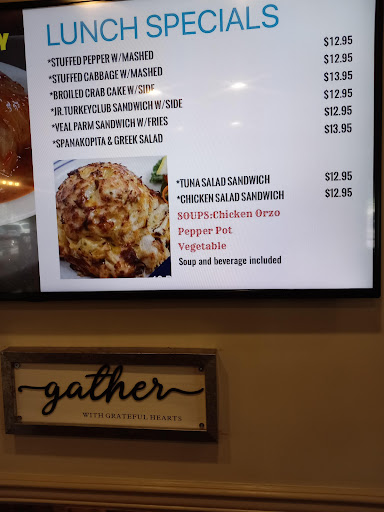 Y
LUNCH SPECIALS
*STUFFED PEPPER W/MASHED $12.95
*STUFFED CABBAGE W/MASHED $12.95
*BROILED CRAB CAKE W/SIDE $13.95
*JR.TURKEYCLUB SANDWICH W/SIDE $12.95
*VEAL PARM SANDWICH W/FRIES $12.95
*SPANAKOPITA & GREEK SALAD $13.95
*TUNA SALAD SANDWICH $12.95
*CHICKEN SALAD SANDWICH $12.95
SOUPS:Chicken Orzo
Pepper Pot
Vegetable
Soup and beverage included
gather
WITH GRATEFUL HEARTS